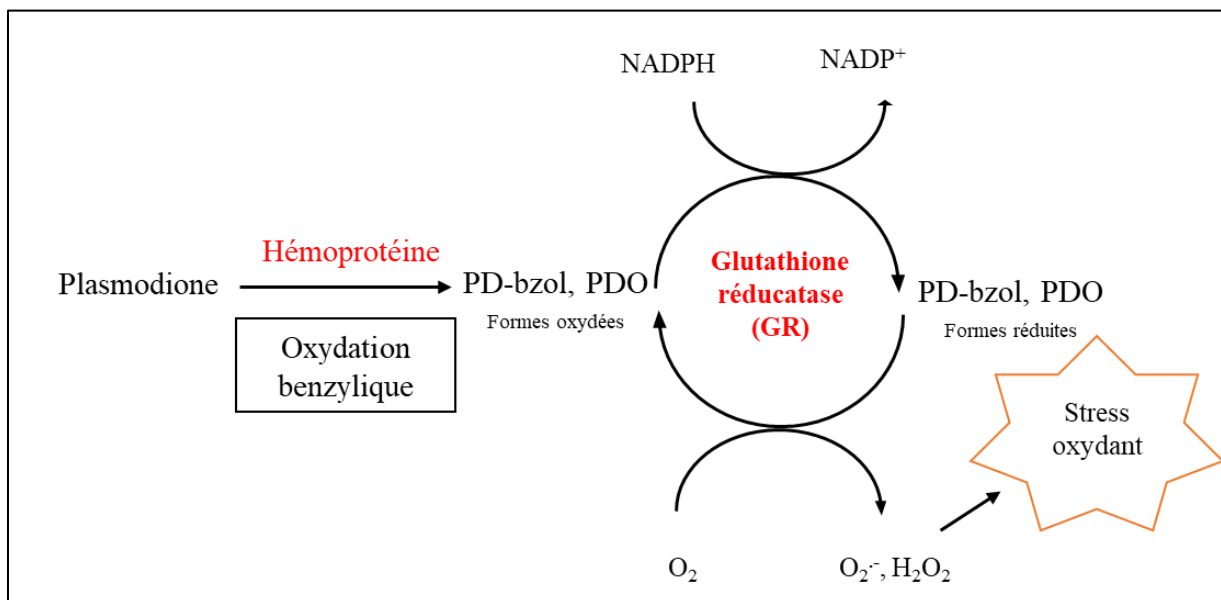 NADPH
NADP⁺
Hémoprotéine
Plasmodione
PD-bzol, PDO
Formes oxydées
Oxydation
benzylique
Glutathione
réducatase
(GR)
PD-bzol, PDO
Formes réduites
Stress
oxydant
O₂
O₂·⁻, H₂O₂